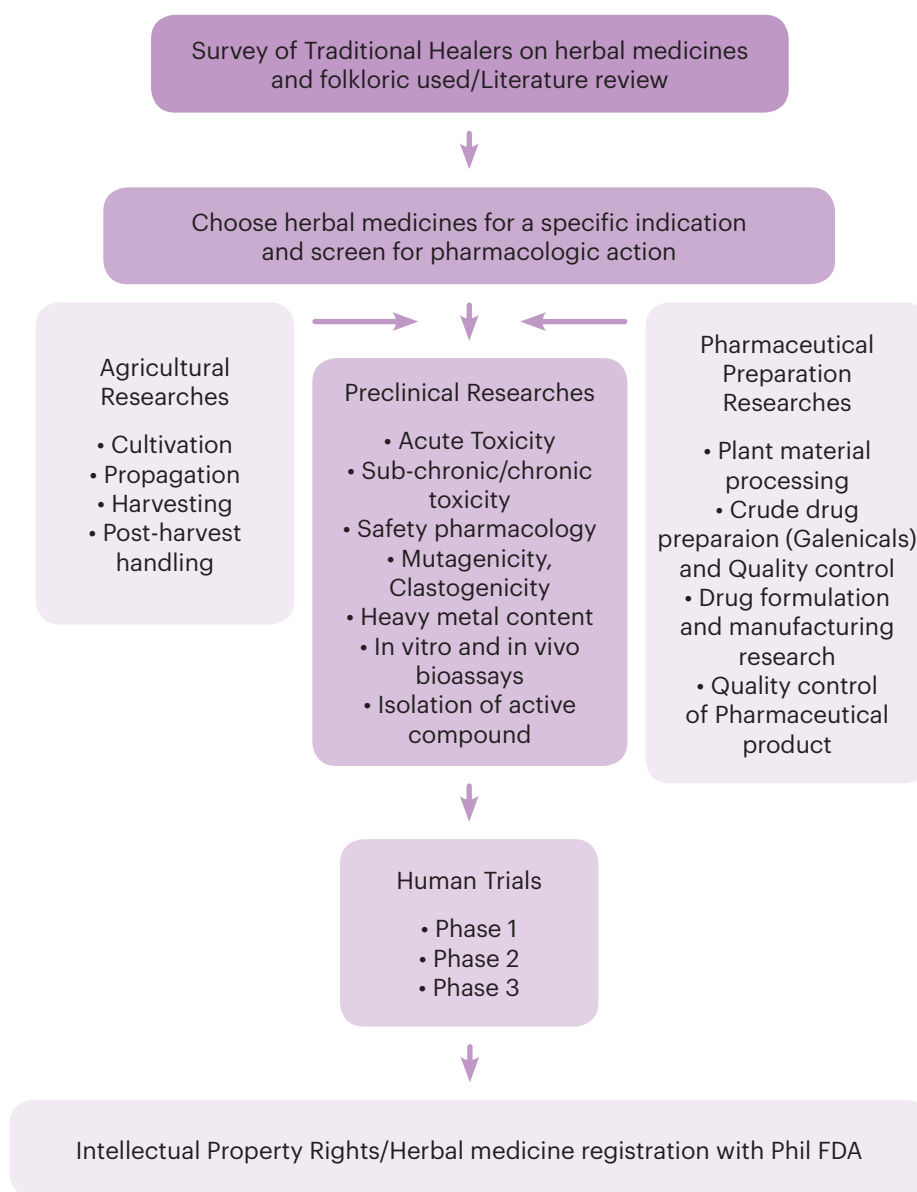 Survey of Traditional Healers on herbal medicines
and folkloric used/Literature review
Choose herbal medicines for a specific indication
and screen for pharmacologic action
Agricultural
Researches
• Cultivation
• Propagation
• Harvesting
• Post-harvest
handling
Preclinical Researches
• Acute Toxicity
• Sub-chronic/chronic
toxicity
• Safety pharmacology
• Mutagenicity,
Clastogenicity
• Heavy metal content
• In vitro and in vivo
bioassays
• Isolation of active
compound
Pharmaceutical
Preparation
Researches
• Plant material
processing
• Crude drug
preparaion (Galenicals)
and Quality control
• Drug formulation
and manufacturing
research
• Quality control
of Pharmaceutical
product
Human Trials
• Phase 1
• Phase 2
• Phase 3
Intellectual Property Rights/Herbal medicine registration with Phil FDA